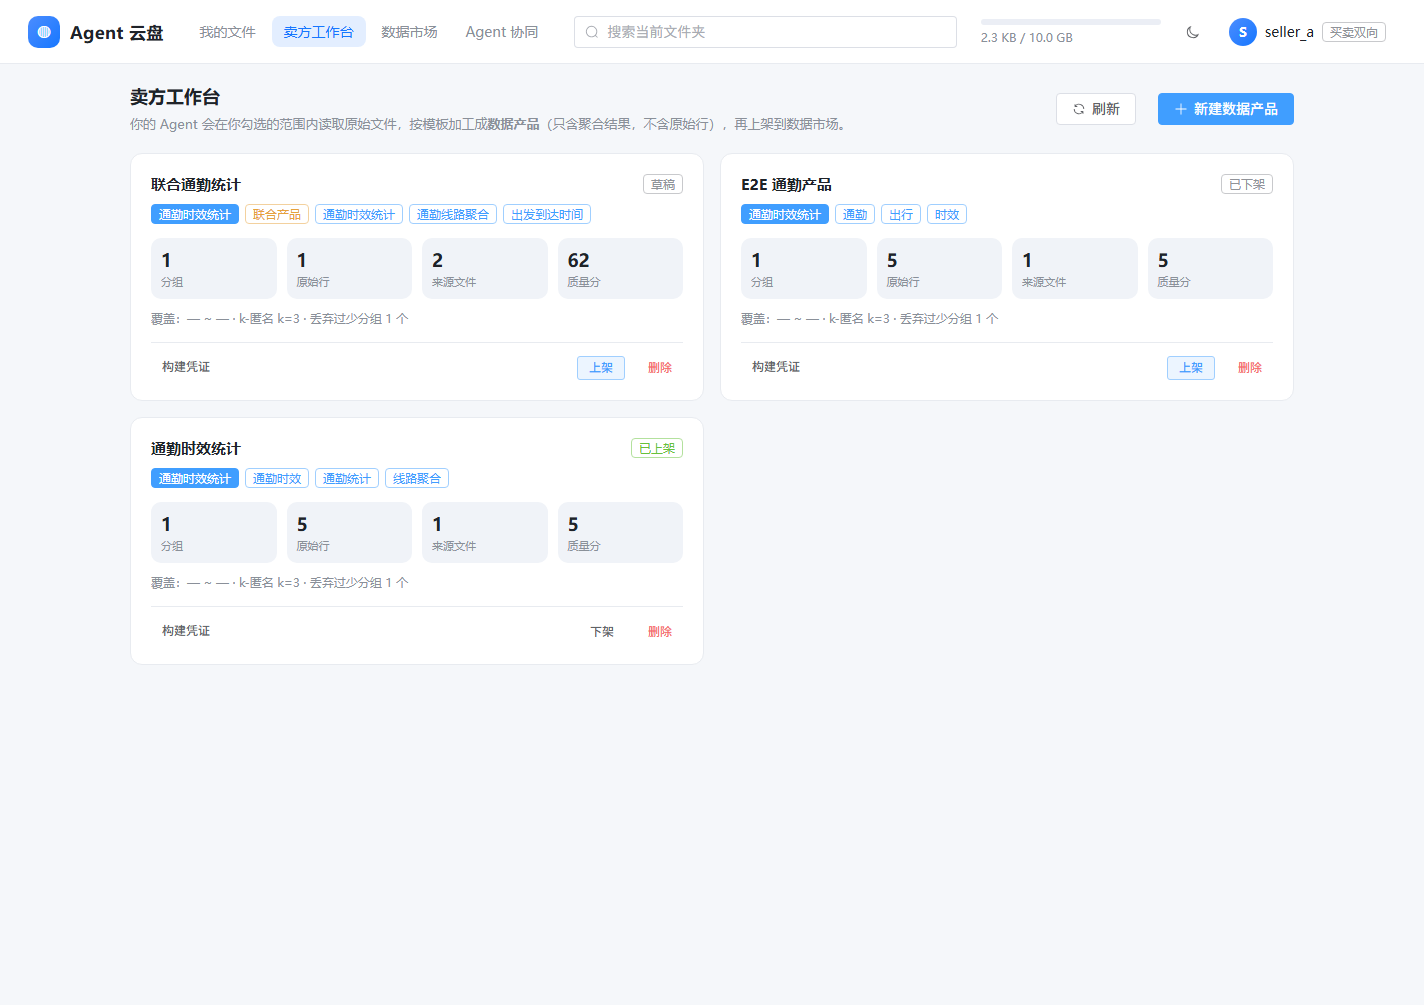 Agent 云盘
我的文件
卖方工作台
数据市场
Agent 协同
搜索当前文件夹
2.3 KB / 10.0 GB
S
seller_a
买卖双向
卖方工作台
你的 Agent 会在你勾选的范围内读取原始文件，按模板加工成数据产品（只含聚合结果，不含原始行），再上架到数据市场。
刷新
新建数据产品
联合通勤统计
草稿
通勤时效统计 联合产品 通勤时效统计 通勤线路聚合 出发到达时间
1 1 2 62
分组 原始行 来源文件 质量分
覆盖：— ~ — · k-匿名 k=3 · 丢弃过少分组 1 个
构建凭证 上架 删除
E2E 通勤产品
已下架
通勤时效统计 通勤 出行 时效
1 5 1 5
分组 原始行 来源文件 质量分
覆盖：— ~ — · k-匿名 k=3 · 丢弃过少分组 1 个
构建凭证 上架 删除
通勤时效统计
已上架
通勤时效统计 通勤时效 通勤统计 线路聚合
1 5 1 5
分组 原始行 来源文件 质量分
覆盖：— ~ — · k-匿名 k=3 · 丢弃过少分组 1 个
构建凭证 下架 删除